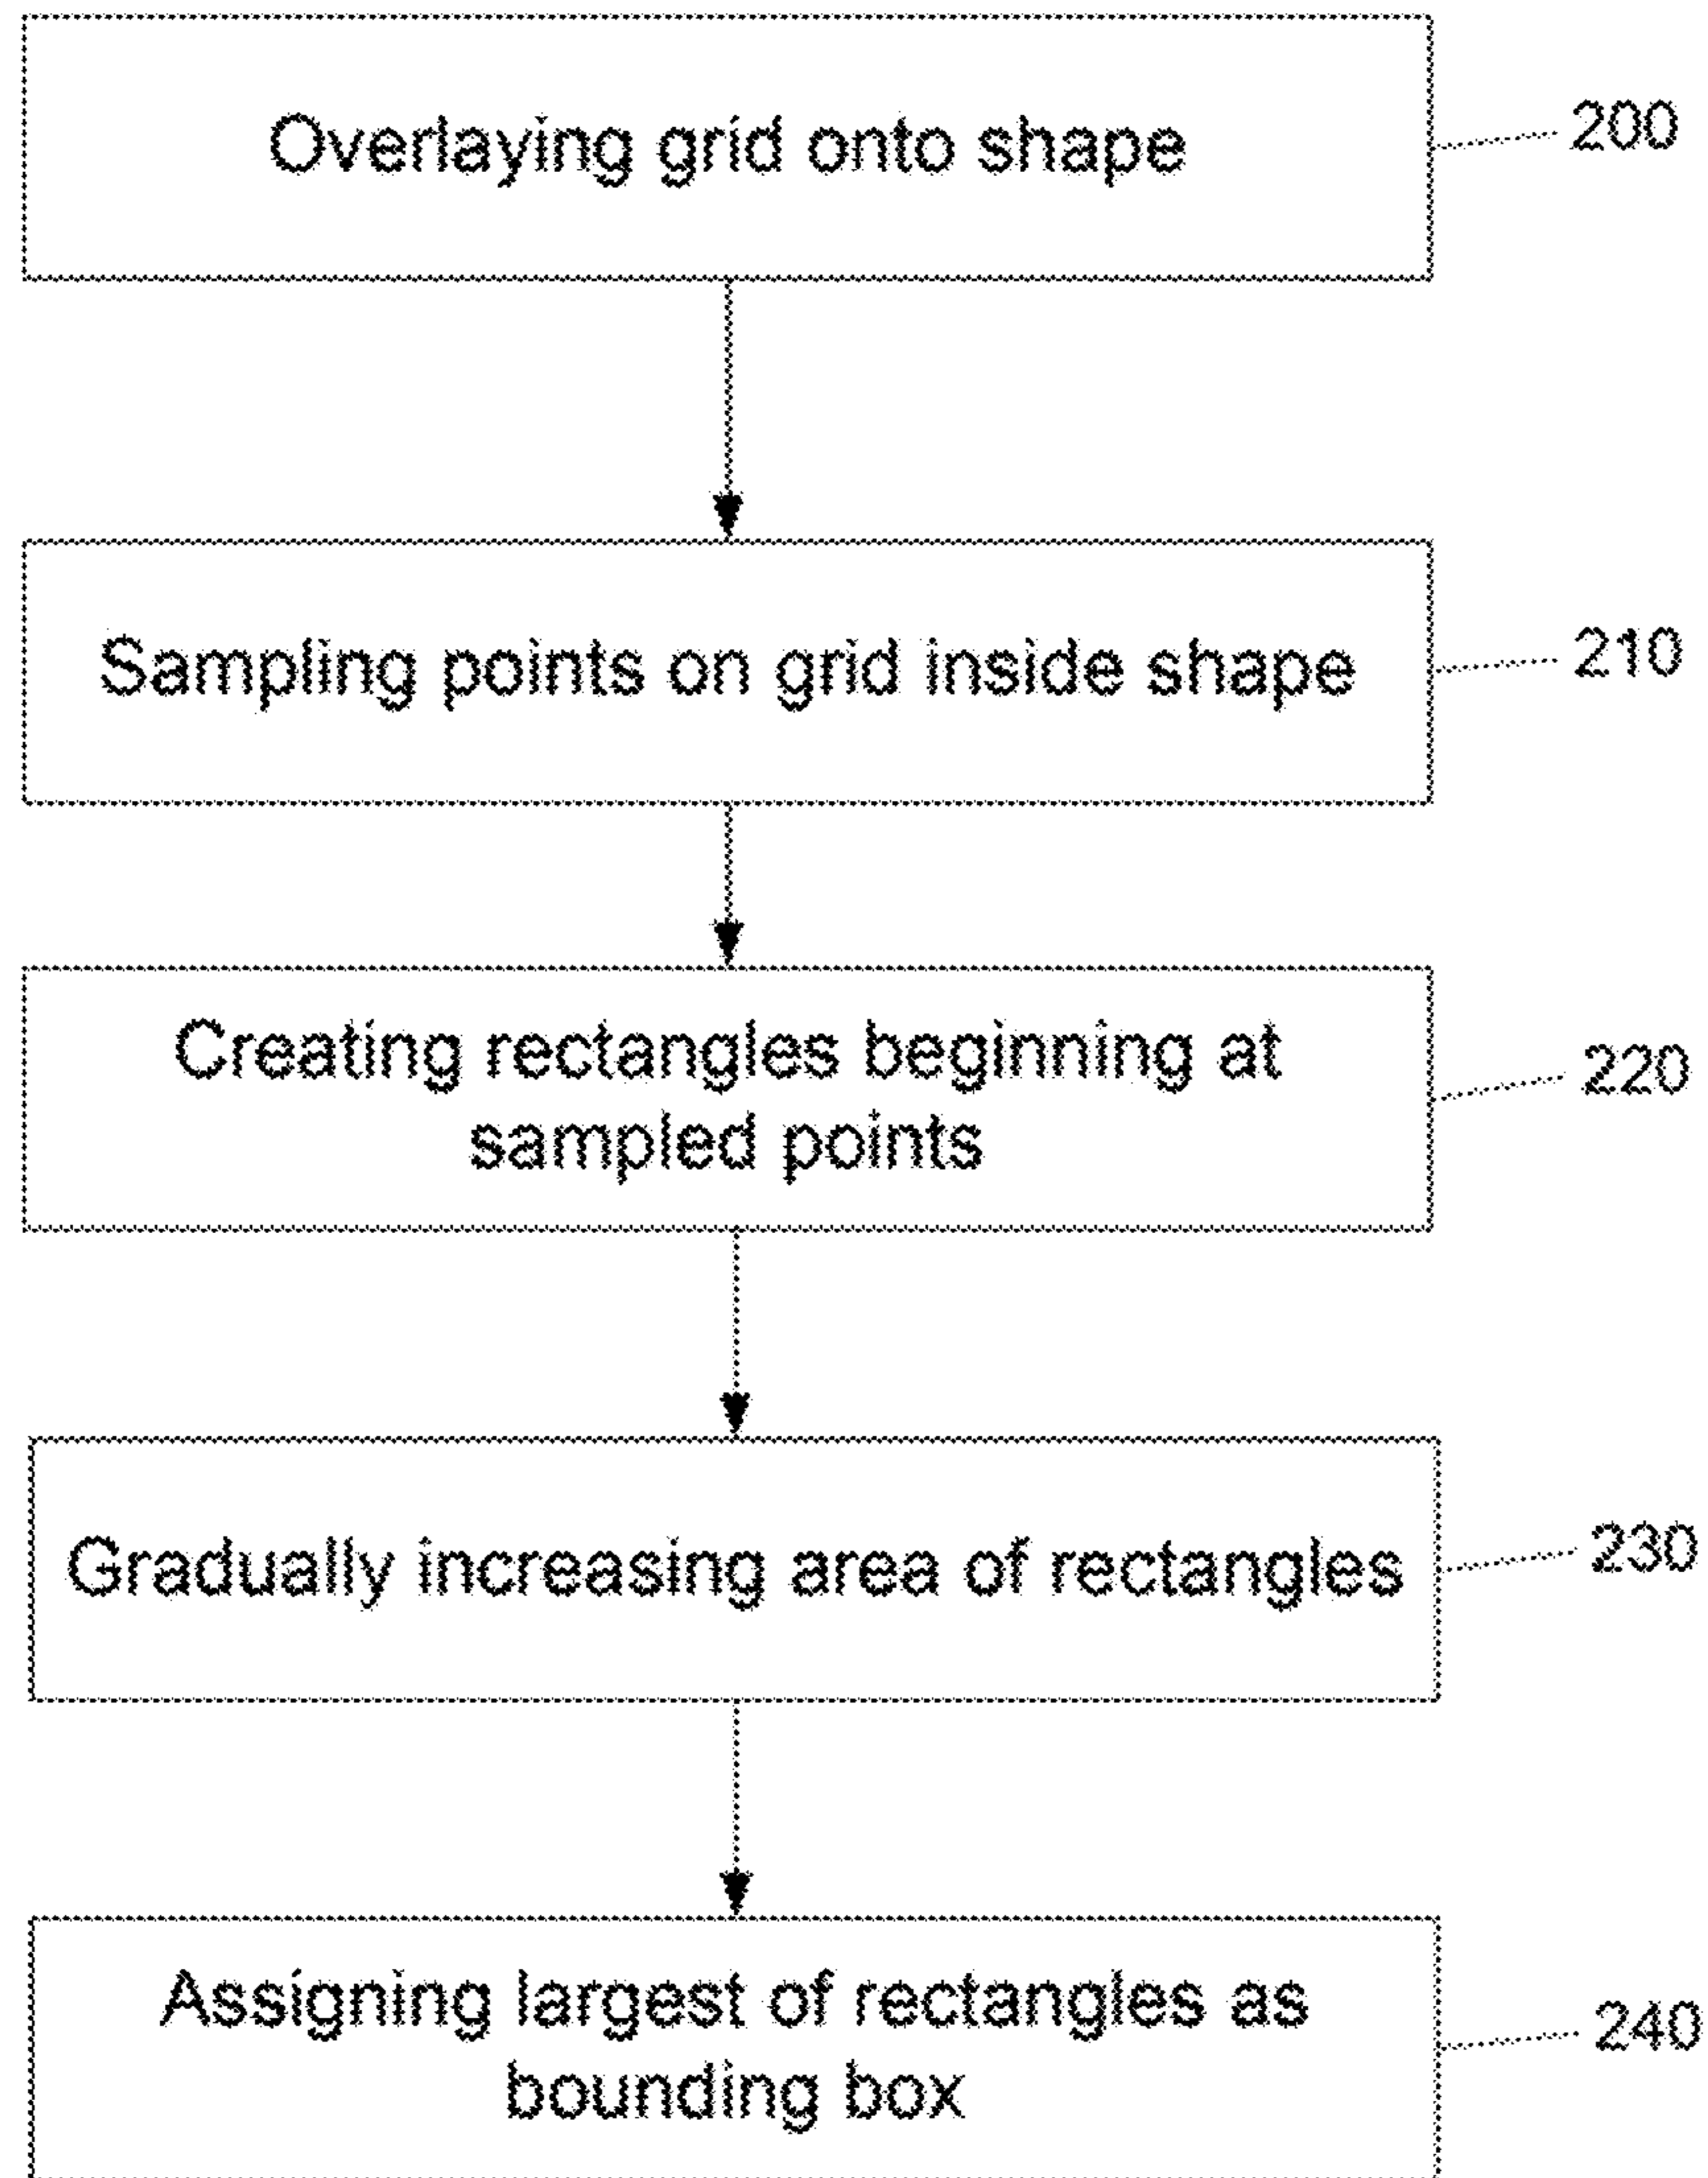 Overlaying grid onto shape
200
Sampling points on grid inside shape
210
Creating rectangles beginning at
sampled points
220
Gradually increasing area of rectangles
230
Assigning largest of rectangles as
bounding box
240